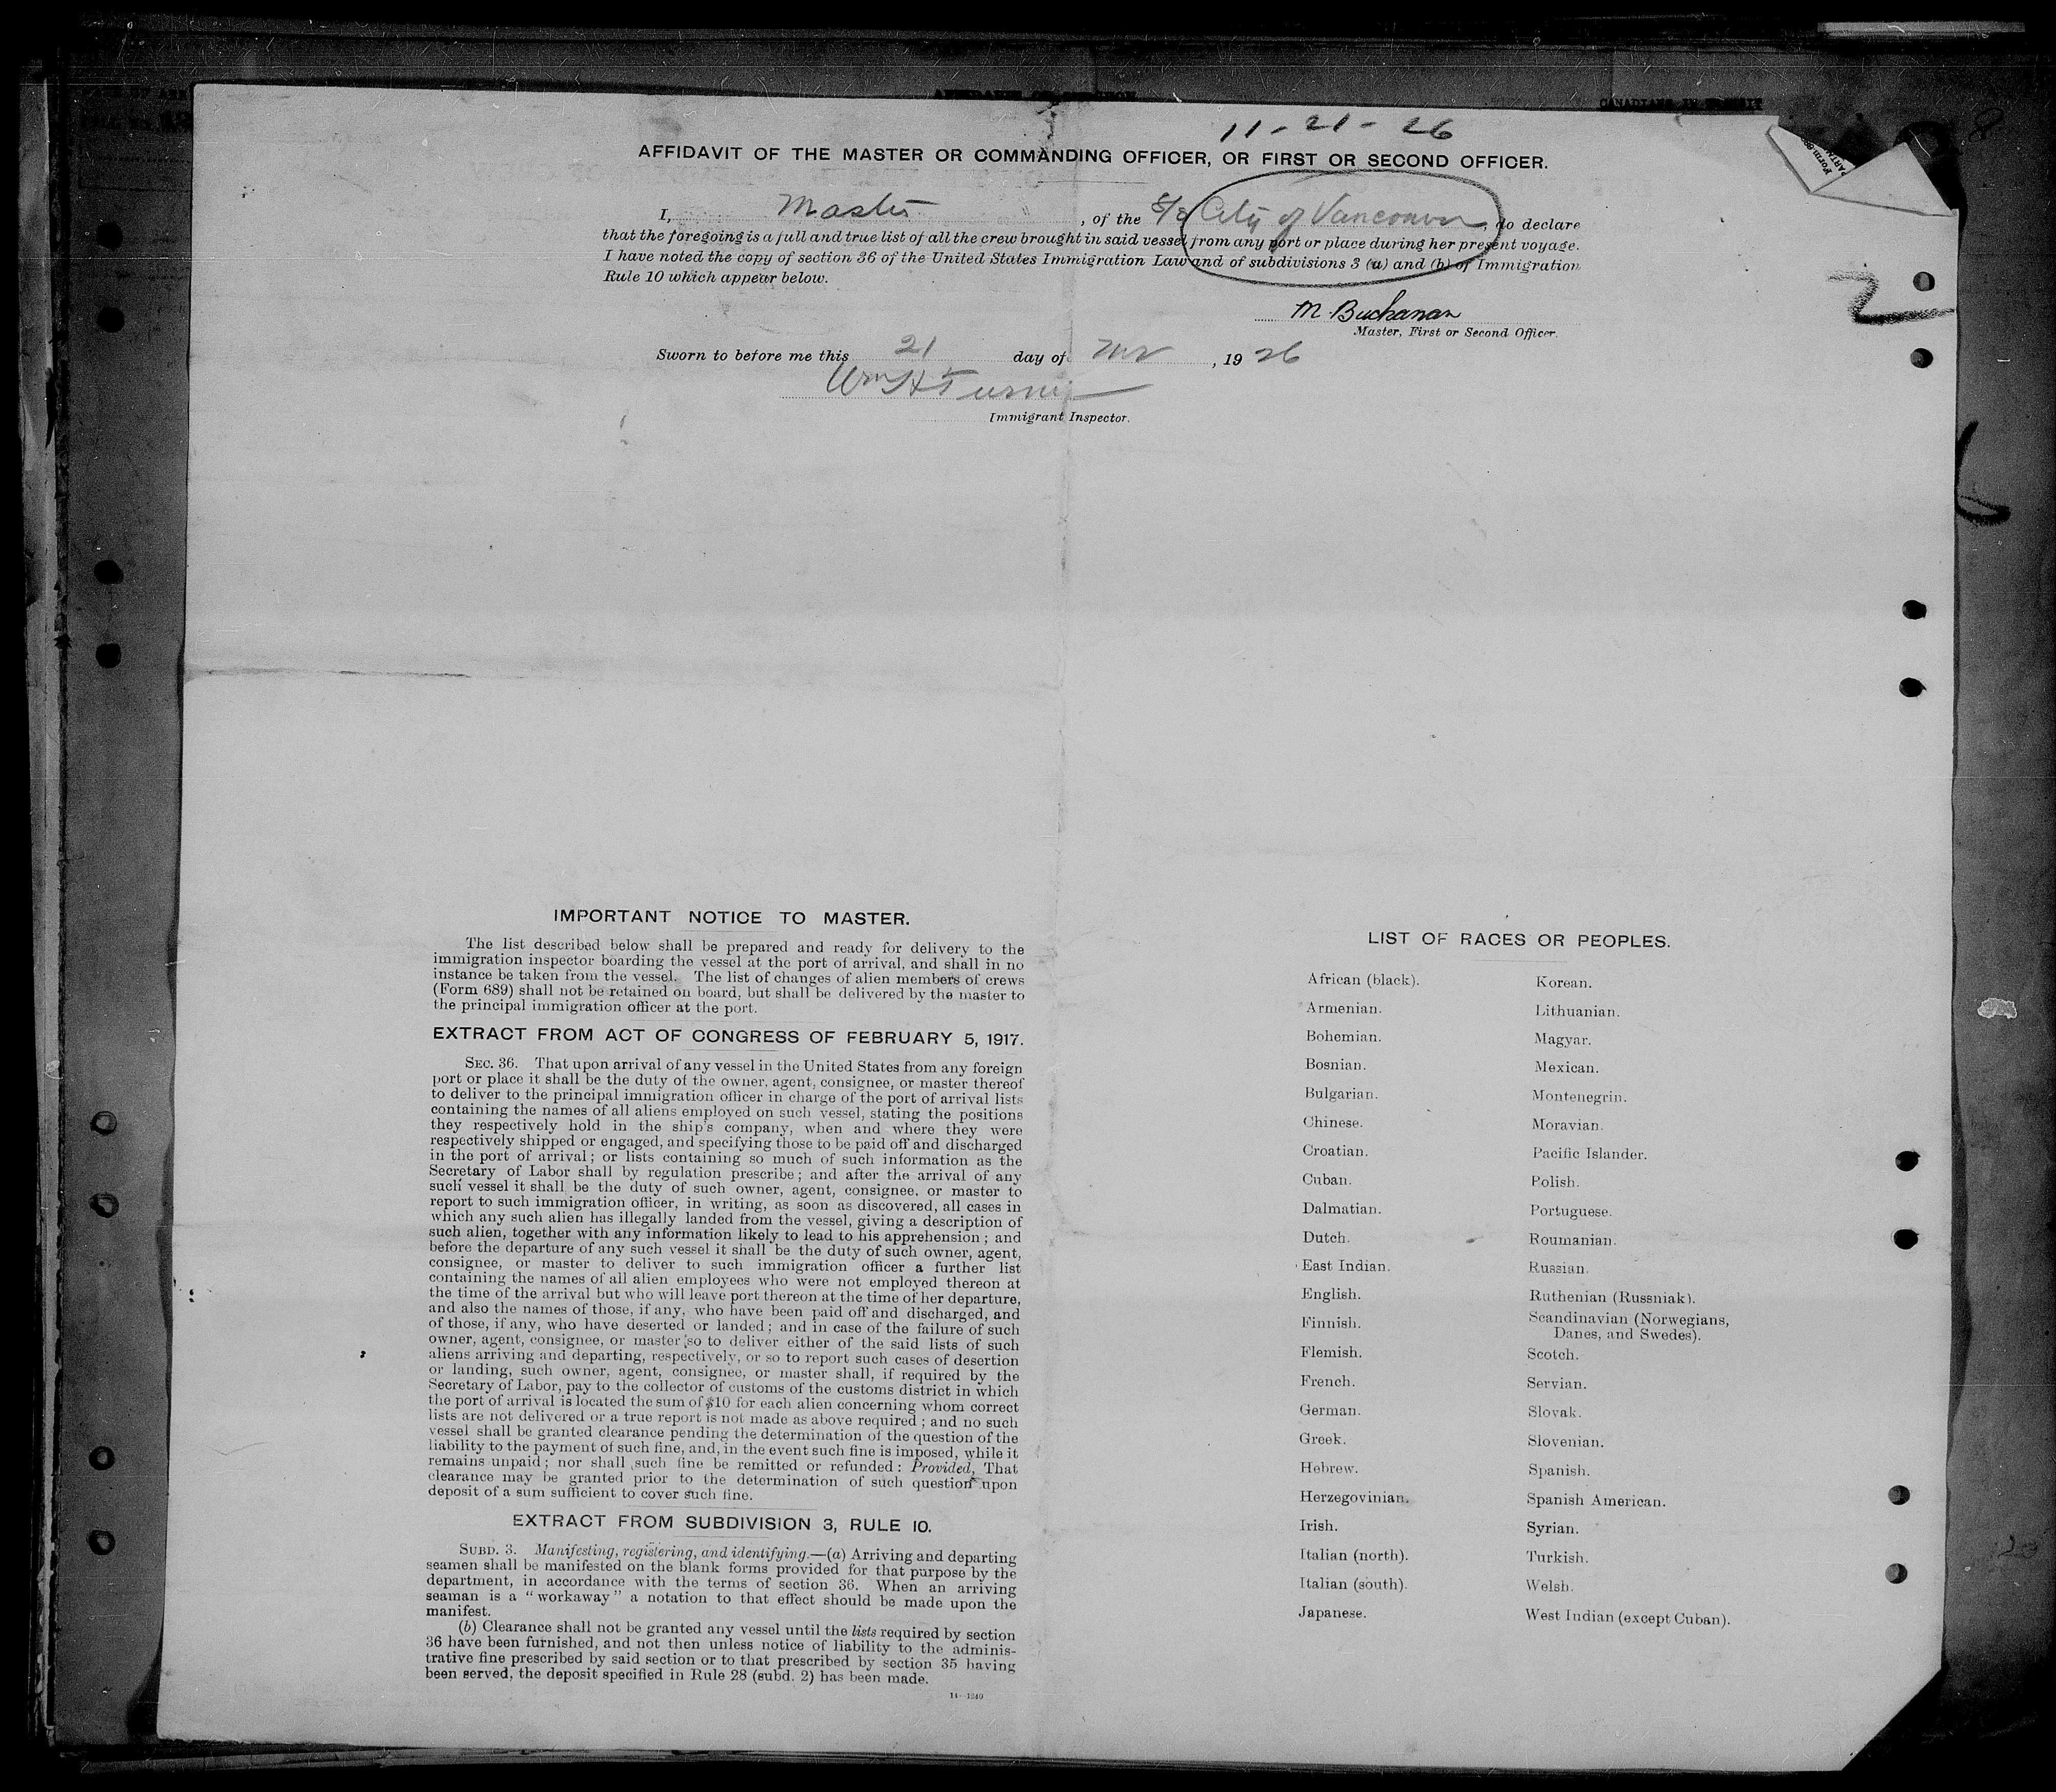 11-21-26
AFFIDAVIT OF THE MASTER OR COMMANDING OFFICER, OR FIRST OR SECOND OFFICER.
I, Master, of the S/S City of Vancouver, do declare
that the foregoing is a full and true list of all the crew brought in said vessel from any port or place during her present voyage.
I have noted the copy of section 36 of the United States Immigration Law and of subdivisions 3 (a) and (b) of Immigration
Rule 10 which appear below.
M. Buchanan
Master, First or Second Officer.
Sworn to before me this 21 day of Nov, 1926
Wm H Turner
Immigrant Inspector.
2
IMPORTANT NOTICE TO MASTER.
The list described below shall be prepared and ready for delivery to the
immigration inspector boarding the vessel at the port of arrival, and shall in no
instance be taken from the vessel. The list of changes of alien members of crews
(Form 689) shall not be retained on board, but shall be delivered by the master to
the principal immigration officer at the port.
EXTRACT FROM ACT OF CONGRESS OF FEBRUARY 5, 1917.
SEC. 36. That upon arrival of any vessel in the United States from any foreign
port or place it shall be the duty of the owner, agent, consignee, or master thereof
to deliver to the principal immigration officer in charge of the port of arrival lists
containing the names of all aliens employed on such vessel, stating the positions
they respectively hold in the ship's company, when and where they were
respectively shipped or engaged, and specifying those to be paid off and discharged
in the port of arrival; or lists containing so much of such information as the
Secretary of Labor shall by regulation prescribe; and after the arrival of any
such vessel it shall be the duty of such owner, agent, consignee, or master to
report to such immigration officer, in writing, as soon as discovered, all cases in
which any such alien has illegally landed from the vessel, giving a description of
such alien, together with any information likely to lead to his apprehension; and
before the departure of any such vessel it shall be the duty of such owner, agent,
consignee, or master to deliver to such immigration officer a further list
containing the names of all alien employees who were not employed thereon at
the time of the arrival but who will leave port thereon at the time of her departure,
and also the names of those, if any, who have been paid off and discharged, and
of those, if any, who have deserted or landed; and in case of the failure of such
owner, agent, consignee, or master so to deliver either of the said lists of such
aliens arriving and departing, respectively, or so to report such cases of desertion
or landing, such owner, agent, consignee, or master shall, if required by the
Secretary of Labor, pay to the collector of customs of the customs district in which
the port of arrival is located the sum of $10 for each alien concerning whom correct
lists are not delivered or a true report is not made as above required; and no such
vessel shall be granted clearance pending the determination of the question of the
liability to the payment of such fine, and, in the event such fine is imposed, while it
remains unpaid; nor shall such fine be remitted or refunded: Provided, That
clearance may be granted prior to the determination of such question upon
deposit of a sum sufficient to cover such fine.
EXTRACT FROM SUBDIVISION 3, RULE 10.
SUBD. 3. Manifesting, registering, and identifying.—(a) Arriving and departing
seamen shall be manifested on the blank forms provided for that purpose by the
department, in accordance with the terms of section 36. When an arriving
seaman is a "workaway" a notation to that effect should be made upon the
manifest.
(b) Clearance shall not be granted any vessel until the lists required by section
36 have been furnished, and not then unless notice of liability to the adminis-
trative fine prescribed by said section or to that prescribed by section 35 having
been served, the deposit specified in Rule 28 (subd. 2) has been made.
14—1240
LIST OF RACES OR PEOPLES.
African (black).
Armenian.
Bohemian.
Bosnian.
Bulgarian.
Chinese.
Croatian.
Cuban.
Dalmatian.
Dutch.
East Indian.
English.
Finnish.
Flemish.
French.
German.
Greek.
Hebrew.
Herzegovinian.
Irish.
Italian (north).
Italian (south).
Japanese.
Korean.
Lithuanian.
Magyar.
Mexican.
Montenegrin.
Moravian.
Pacific Islander.
Polish.
Portuguese.
Roumanian.
Russian.
Ruthenian (Russniak).
Scandinavian (Norwegians,
Danes, and Swedes).
Scotch.
Servian.
Slovak.
Slovenian.
Spanish.
Spanish American.
Syrian.
Turkish.
Welsh.
West Indian (except Cuban).